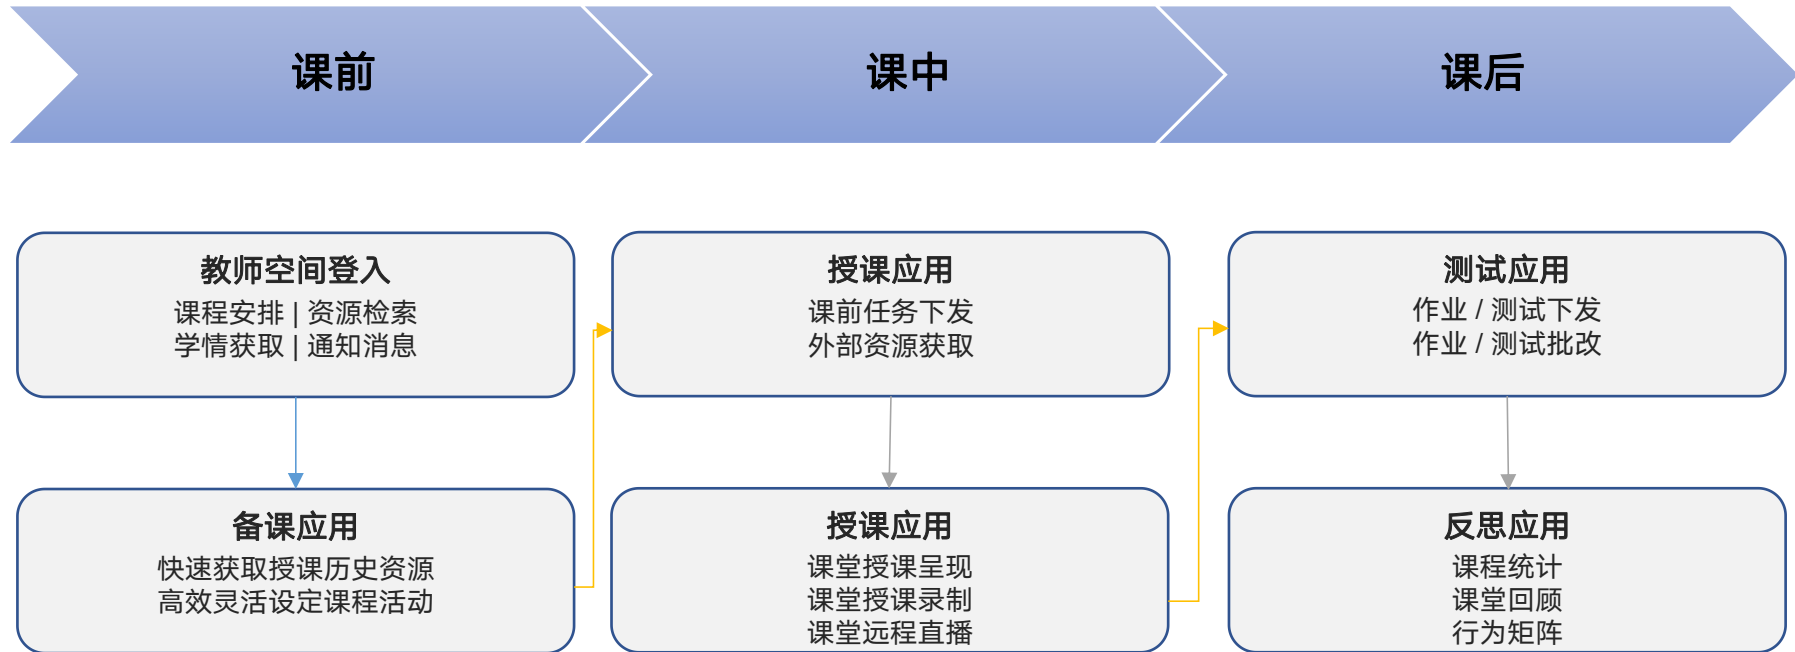 课前
课中
课后
教师空间登入
课程安排 | 资源检索
学情获取 | 通知消息
授课应用
课前任务下发
外部资源获取
测试应用
作业 / 测试下发
作业 / 测试批改
备课应用
快速获取授课历史资源
高效灵活设定课程活动
授课应用
课堂授课呈现
课堂授课录制
课堂远程直播
反思应用
课程统计
课堂回顾
行为矩阵